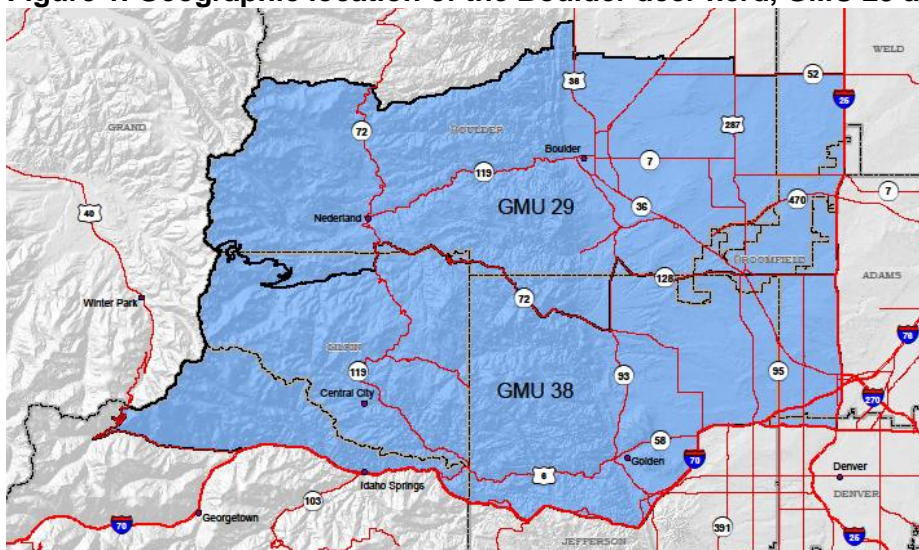 Figure 1. Geographic location of the Boulder deer herd, GMU 29 a
WELD
52
36
25
GRAND
72
BOULDER
287
Boulder
7
119
40
Nederland
GMU 29
36
470
7
BROOMFIELD
ADAMS
128
Winter Park
72
76
GILPIN
119
93
95
Central City
GMU 38
270
58
70
Golden
6
Denver
Idaho Springs
103
DENVER
Georgetown
70
391
25
JEFFERSON